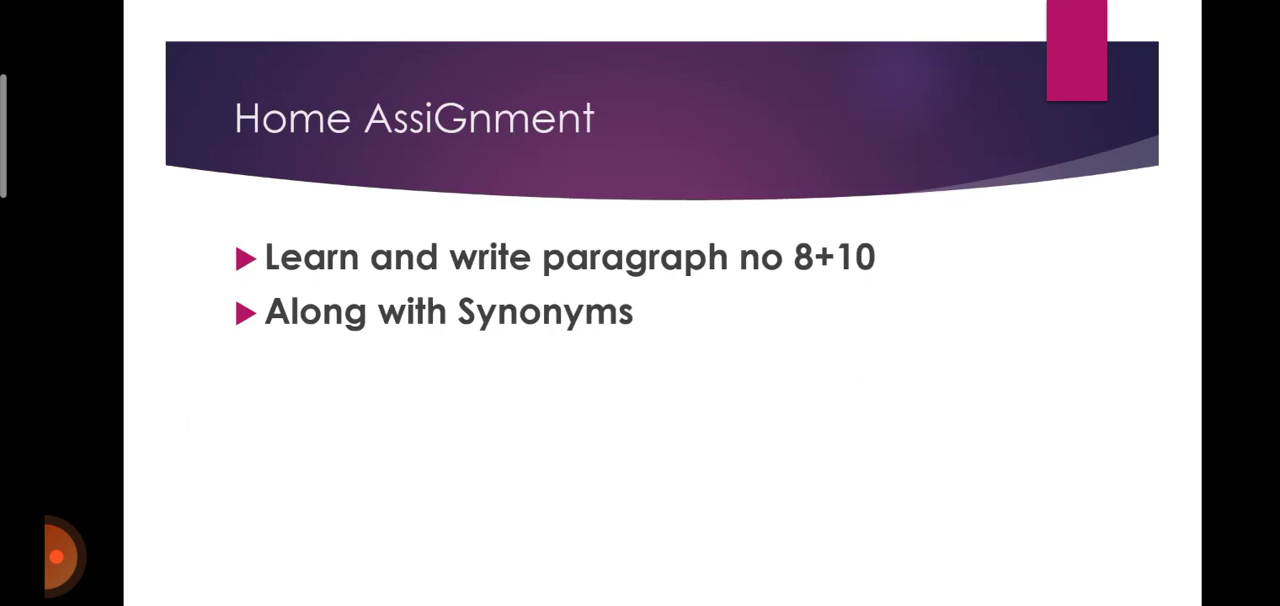 Home AssiGnment
Learn and write paragraph no 8+10
Along with Synonyms